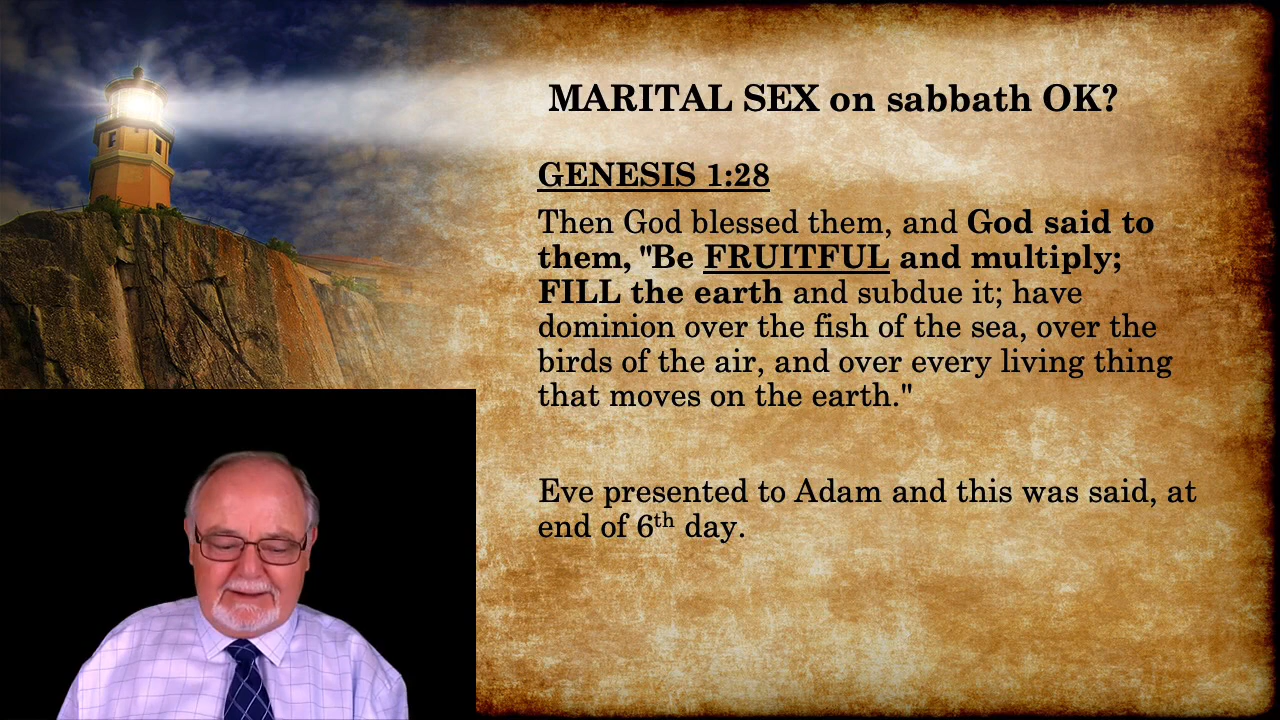 MARITAL SEX on sabbath OK?
GENESIS 1:28
Then God blessed them, and God said to
them, "Be FRUITFUL and multiply;
FILL the earth and subdue it; have
dominion over the fish of the sea, over the
birds of the air, and over every living thing
that moves on the earth."
Eve presented to Adam and this was said, at
end of 6th day.